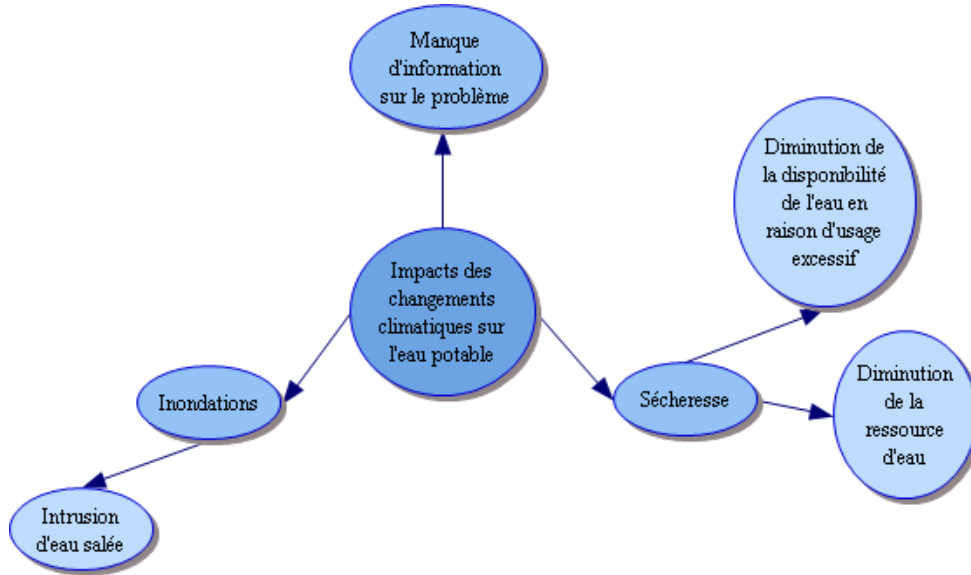 Manque
d'information
sur le problème
Diminution de
la disponibilité
de l'eau en
raison d'usage
excessif
Impacts des
changements
climatiques sur
l'eau potable
Inondations
Sécheresse
Diminution
de la
ressource
d'eau
Intrusion
d'eau salée